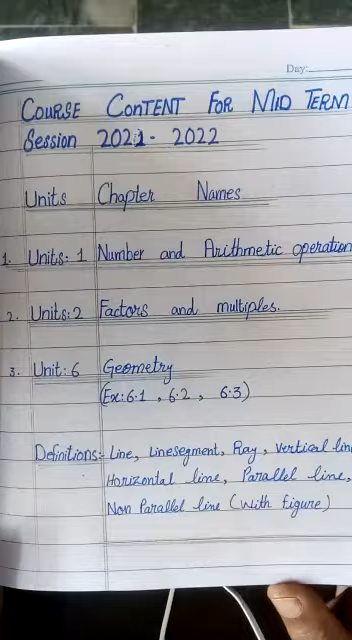 Day:
COURSE CONTENT FOR MID TERM
Session 2021- 2022
Units Chapter Names
1. Units: 1 Number and Arithmetic operation
2. Units:2 Factors and multiples.
3. Unit: 6 Geometry
(Ex: 6.1 , 6.2 , 6.3)
Definitions:- Line, Linesegment, Ray, vertical line
Horizontal line, Parallel line,
Non Parallel line (with figure)